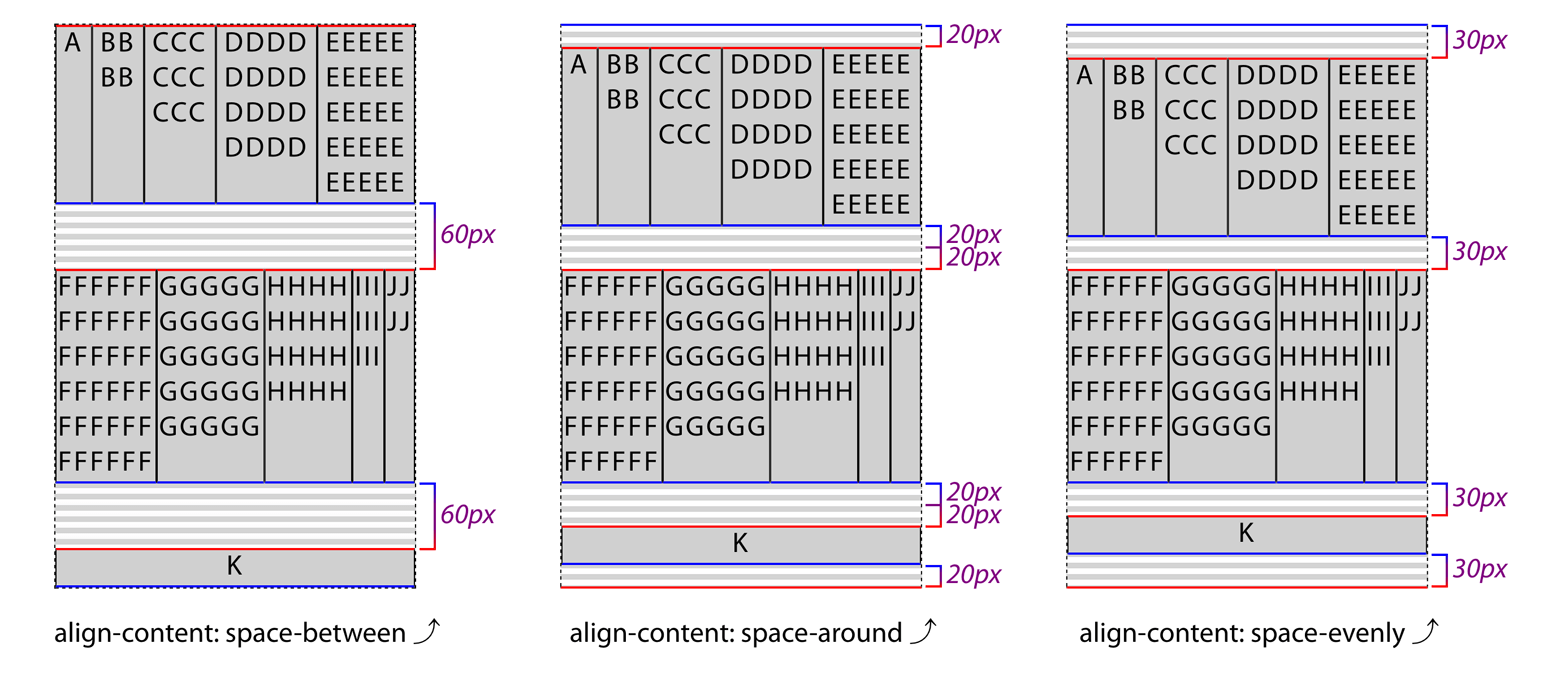 A BB CCC DDDD EEEEE
BB CCC DDDD EEEEE
CCC DDDD EEEEE
DDDD EEEEE
EEEEE
60px
FFFFFF GGGGG HHHH III JJ
FFFFFF GGGGG HHHH III JJ
FFFFFF GGGGG HHHH III
FFFFFF GGGGG HHHH
FFFFFF GGGGG
FFFFFF
60px
K
align-content: space-between
20px
A BB CCC DDDD EEEEE
BB CCC DDDD EEEEE
CCC DDDD EEEEE
DDDD EEEEE
EEEEE
20px
20px
FFFFFF GGGGG HHHH III JJ
FFFFFF GGGGG HHHH III JJ
FFFFFF GGGGG HHHH III
FFFFFF GGGGG HHHH
FFFFFF GGGGG
FFFFFF
20px
20px
K
20px
align-content: space-around
30px
A BB CCC DDDD EEEEE
BB CCC DDDD EEEEE
CCC DDDD EEEEE
DDDD EEEEE
EEEEE
30px
FFFFFF GGGGG HHHH III JJ
FFFFFF GGGGG HHHH III JJ
FFFFFF GGGGG HHHH III
FFFFFF GGGGG HHHH
FFFFFF GGGGG
FFFFFF
30px
K
30px
align-content: space-evenly